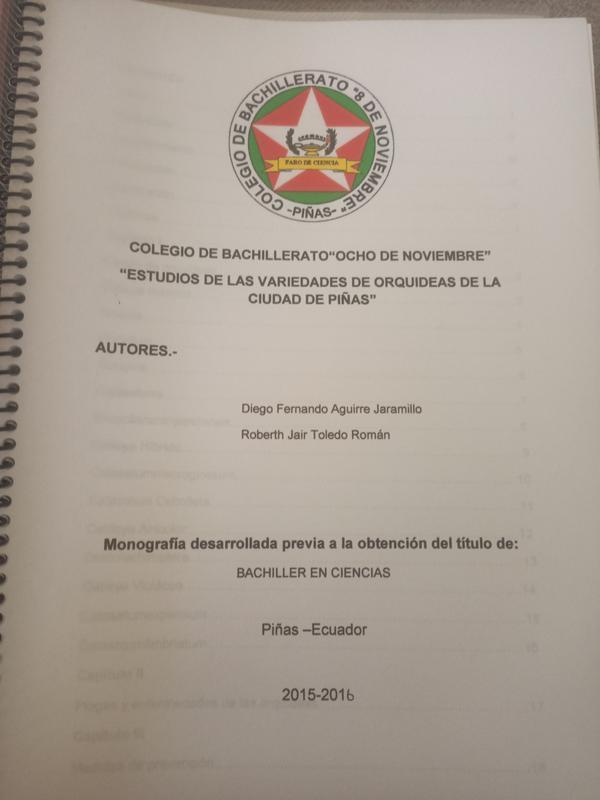 COLEGIO DE BACHILLERATO "8 DE NOVIEMBRE"
FARO DE CIENCIA
-PIÑAS-
COLEGIO DE BACHILLERATO“OCHO DE NOVIEMBRE”
“ESTUDIOS DE LAS VARIEDADES DE ORQUIDEAS DE LA
CIUDAD DE PIÑAS”
AUTORES.-
Diego Fernando Aguirre Jaramillo
Roberth Jair Toledo Román
Monografía desarrollada previa a la obtención del título de:
BACHILLER EN CIENCIAS
Piñas –Ecuador
2015-2016